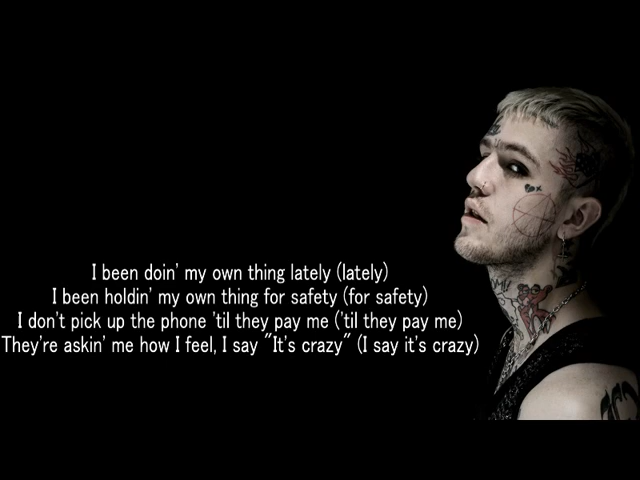 I been doin' my own thing lately (lately)
I been holdin' my own thing for safety (for safety)
I don't pick up the phone 'til they pay me ('til they pay me)
They're askin' me how I feel, I say "It's crazy" (I say it's crazy)